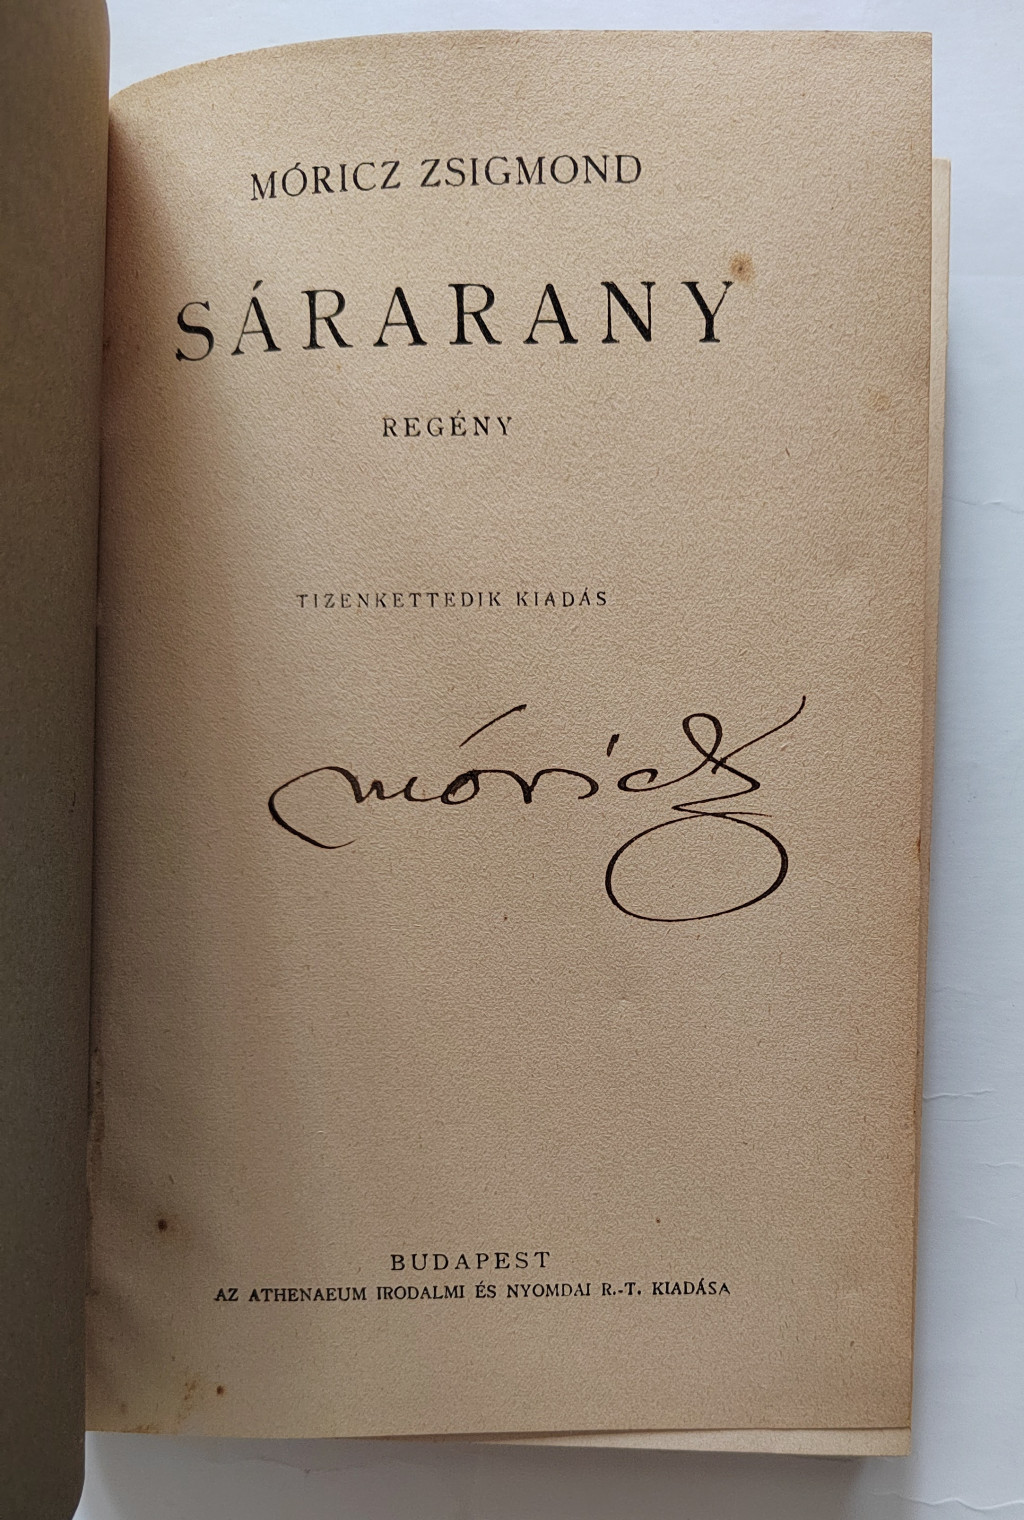 MÓRICZ ZSIGMOND
SÁRARANY
REGÉNY
TIZENKETTEDIK KIADÁS
Móricz
BUDAPEST
AZ ATHENAEUM IRODALMI ÉS NYOMDAI R.-T. KIADÁSA